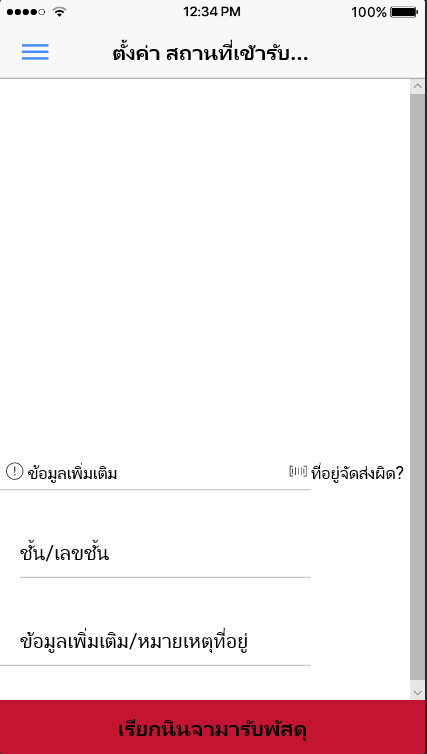 12:34 PM 100%
ตั้งค่า สถานที่เข้ารับ...
ข้อมูลเพิ่มเติม ที่อยู่จัดส่งผิด?
ชั้น/เลขชั้น
ข้อมูลเพิ่มเติม/หมายเหตุที่อยู่
เรียกนินจามารับพัสดุ